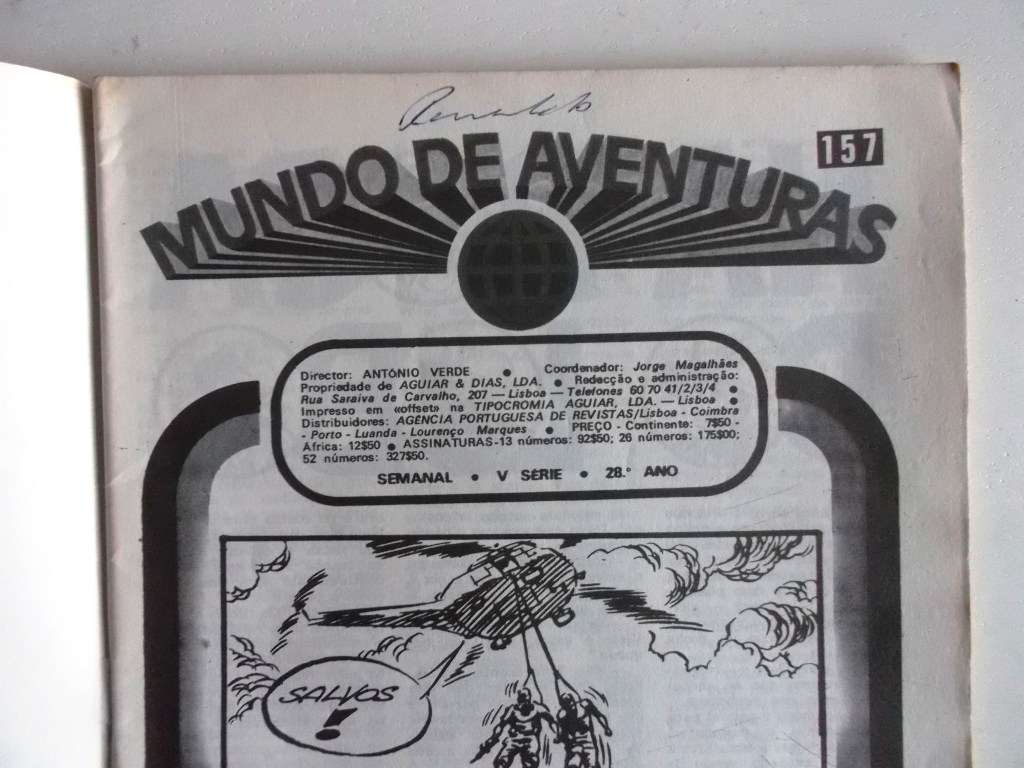 157
MUNDO DE AVENTURAS
Director: ANTÓNIO VERDE ● Coordenador: Jorge Magalhães
Propriedade de AGUIAR & DIAS, LDA. ● Redacção e administração:
Rua Saraiva de Carvalho, 207 — Lisboa — Telefones 60 70 41/2/3/4 ●
Impresso em «offset» na TIPOCROMIA AGUIAR, LDA. — Lisboa ●
Distribuidores: AGÊNCIA PORTUGUESA DE REVISTAS/Lisboa - Coimbra
- Porto - Luanda - Lourenço Marques ● PREÇO - Continente: 7$50 -
África: 12$50 ● ASSINATURAS-13 números: 92$50; 26 números: 175$00;
52 números: 327$50.
SEMANAL ● V SÉRIE ● 28.º ANO
SALVOS
!